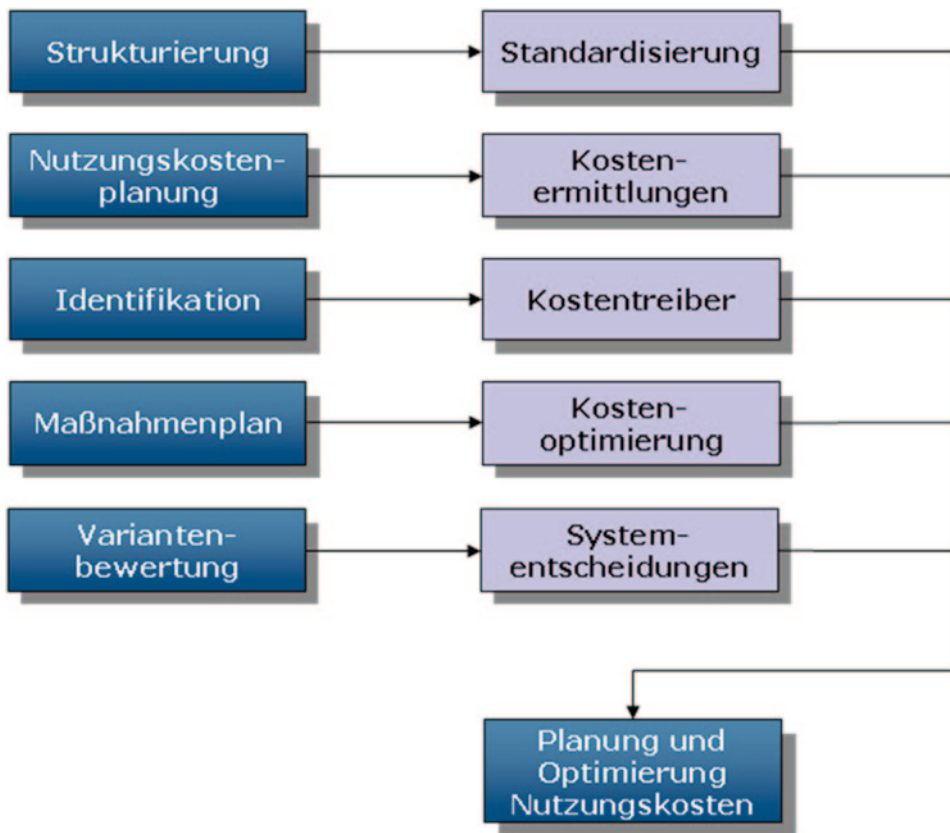 Strukturierung
Standardisierung
Nutzungskosten-
planung
Kosten-
ermittlungen
Identifikation
Kostentreiber
Maßnahmenplan
Kosten-
optimierung
Varianten-
bewertung
System-
entscheidungen
Planung und
Optimierung
Nutzungskosten